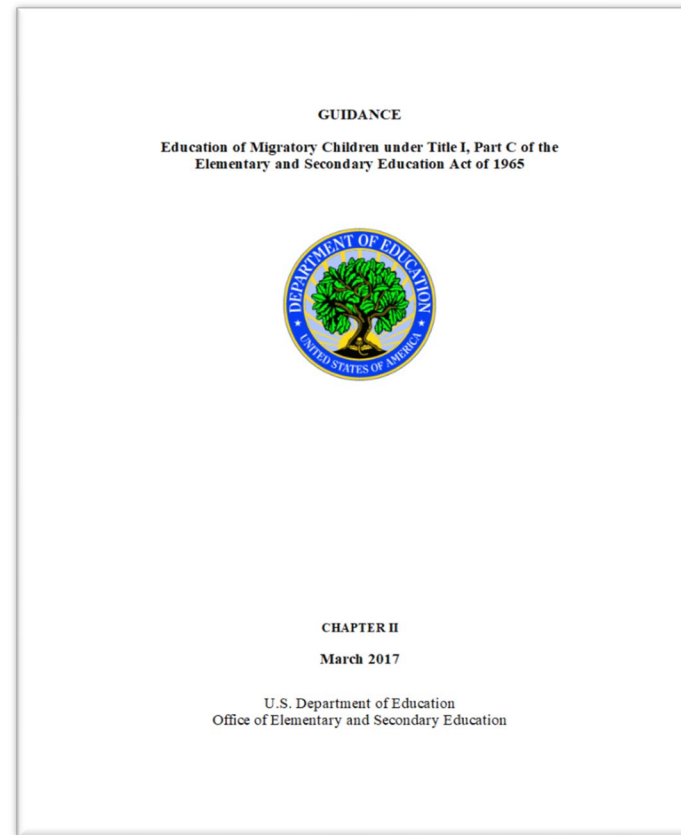 GUIDANCE
Education of Migratory Children under Title I, Part C of the
Elementary and Secondary Education Act of 1965
DEPARTMENT OF EDUCATION
UNITED STATES OF AMERICA
CHAPTER II
March 2017
U.S. Department of Education
Office of Elementary and Secondary Education